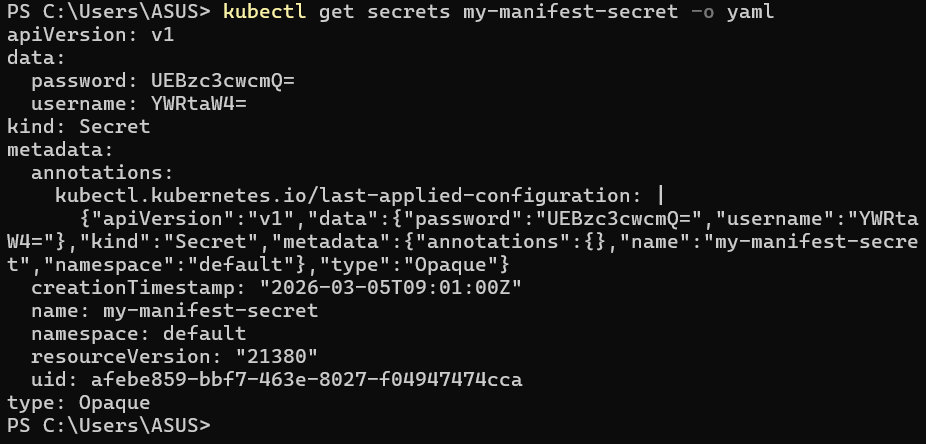 PS C:\Users\ASUS> kubectl get secrets my-manifest-secret -o yaml
apiVersion: v1
data:
  password: UEBzc3cwcmQ=
  username: YWRtaW4=
kind: Secret
metadata:
  annotations:
    kubectl.kubernetes.io/last-applied-configuration: |
      {"apiVersion":"v1","data":{"password":"UEBzc3cwcmQ=","username":"YWRta
W4="},"kind":"Secret","metadata":{"annotations":{},"name":"my-manifest-secre
t","namespace":"default"},"type":"Opaque"}
  creationTimestamp: "2026-03-05T09:01:00Z"
  name: my-manifest-secret
  namespace: default
  resourceVersion: "21380"
  uid: afebe859-bbf7-463e-8027-f04947474cca
type: Opaque
PS C:\Users\ASUS>